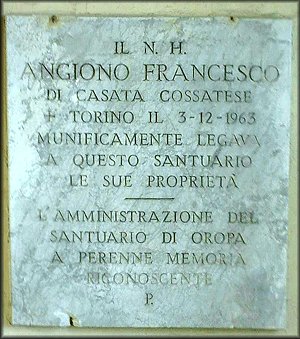 IL N. H.
ANGIONO FRANCESCO
DI CASATA COSSATESE
+ TORINO IL 3-12-1963
MUNIFICAMENTE LEGAVA
A QUESTO SANTUARIO
LE SUE PROPRIETÀ
L'AMMINISTRAZIONE DEL
SANTUARIO DI OROPA
A PERENNE MEMORIA
RICONOSCENTE
P.